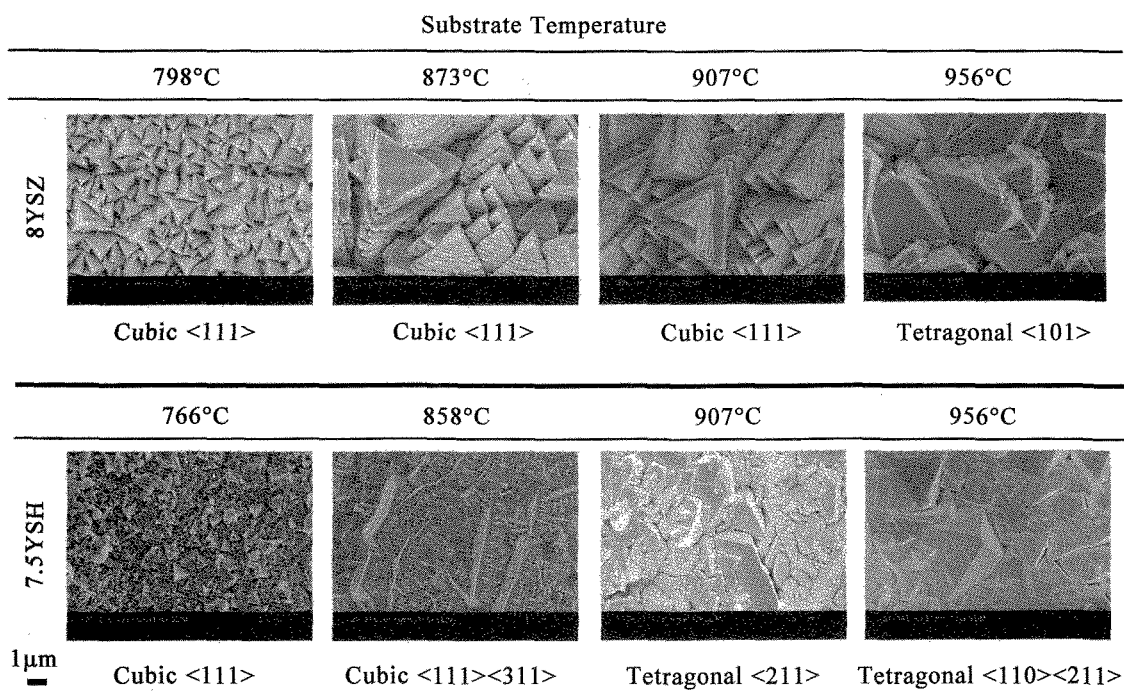 Substrate Temperature
798°C 873°C 907°C 956°C
8YSZ
Cubic <111> Cubic <111> Cubic <111> Tetragonal <101>
766°C 858°C 907°C 956°C
7.5YSH
1μm
Cubic <111> Cubic <111><311> Tetragonal <211> Tetragonal <110><211>